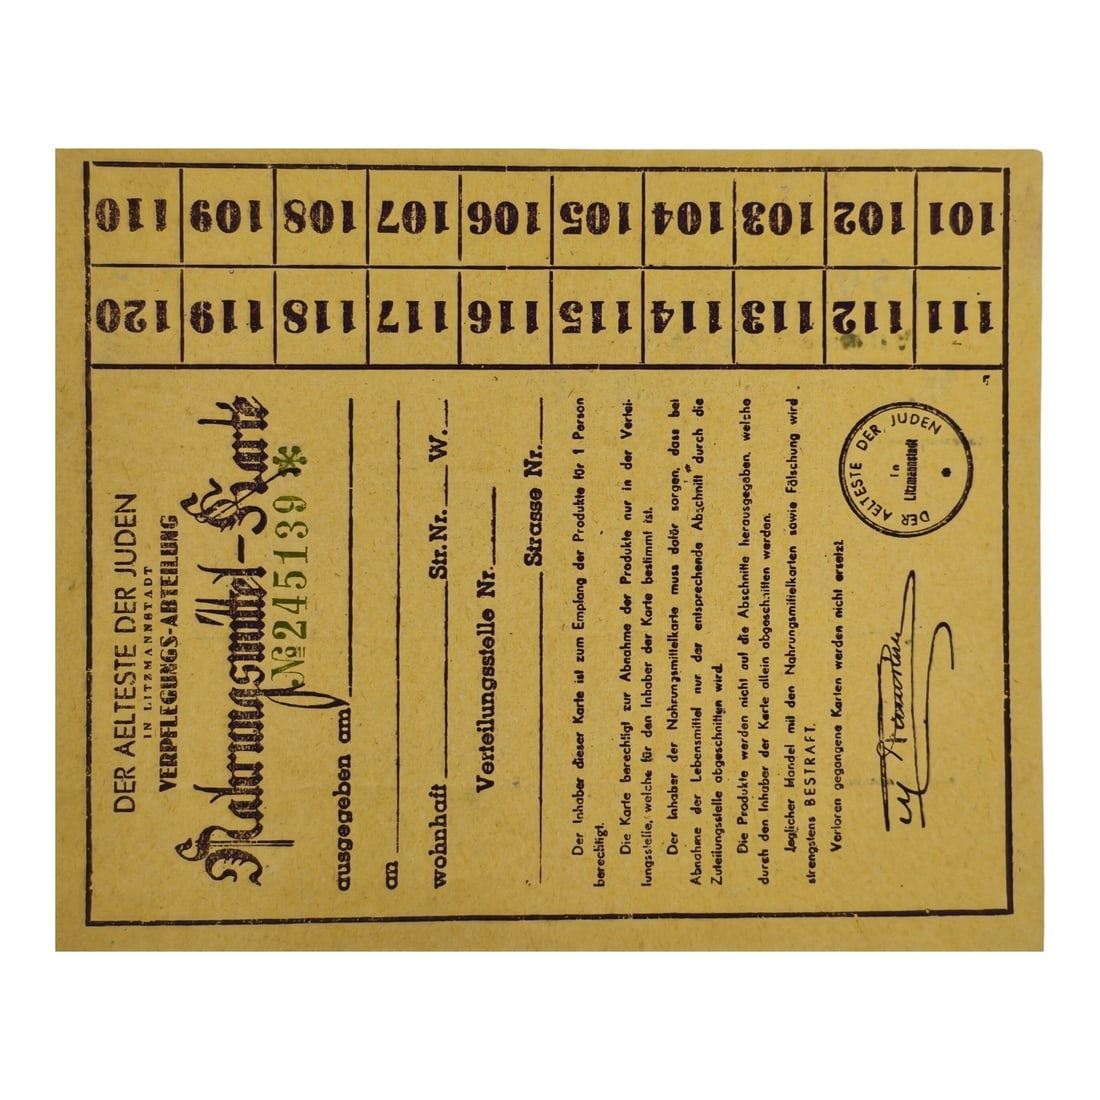 DER AELTESTE DER JUDEN
IN LITZMANNSTADT
VERPFLEGUNGS-ABTEILUNG
Nahrungsmittel-Karte
№ 245139 *
ausgegeben am
an
wohnhaft Str. Nr. W.
Verteilungsstelle Nr.
Strasse Nr.
Der Inhaber dieser Karte ist zum Empfang der Produkte für 1 Person
berechtigt.
Die Karte berechtigt zur Abnahme der Produkte nur in der Vertei-
lungsstelle, welche für den Inhaber der Karte bestimmt ist.
Der Inhaber der Nahrungsmittelkarte muss dafür sorgen, dass bei
Abnahme der Lebensmittel nur der entsprechende Abschnitt durch die
Zuteilungsstelle abgeschnitten wird.
Die Produkte werden nicht auf die Abschnitte herausgegeben, welche
durch den Inhaber der Karte allein abgeschnitten werden.
Jeglicher Handel mit den Nahrungsmittelkarten sowie Fälschung wird
strengstens BESTRAFT.
Verloren gegangene Karten werden nicht ersetzt.
DER AELTESTE DER JUDEN
in
Litzmannstadt
110 120
109 119
108 118
107 117
106 116
105 115
104 114
103 113
102 112
101 111